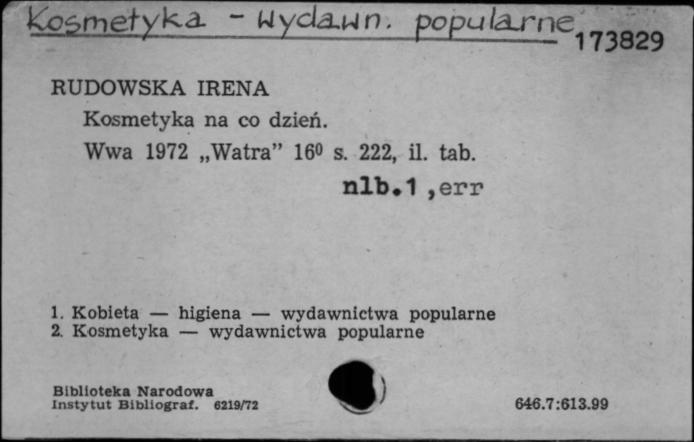 Kosmetyka - wydawn. popularne
173829
RUDOWSKA IRENA
Kosmetyka na co dzień.
Wwa 1972 „Watra” 16⁰ s. 222, il. tab.
nlb.1 ,err
1. Kobieta — higiena — wydawnictwa popularne
2. Kosmetyka — wydawnictwa popularne
Biblioteka Narodowa
Instytut Bibliograf. 6219/72
646.7:613.99